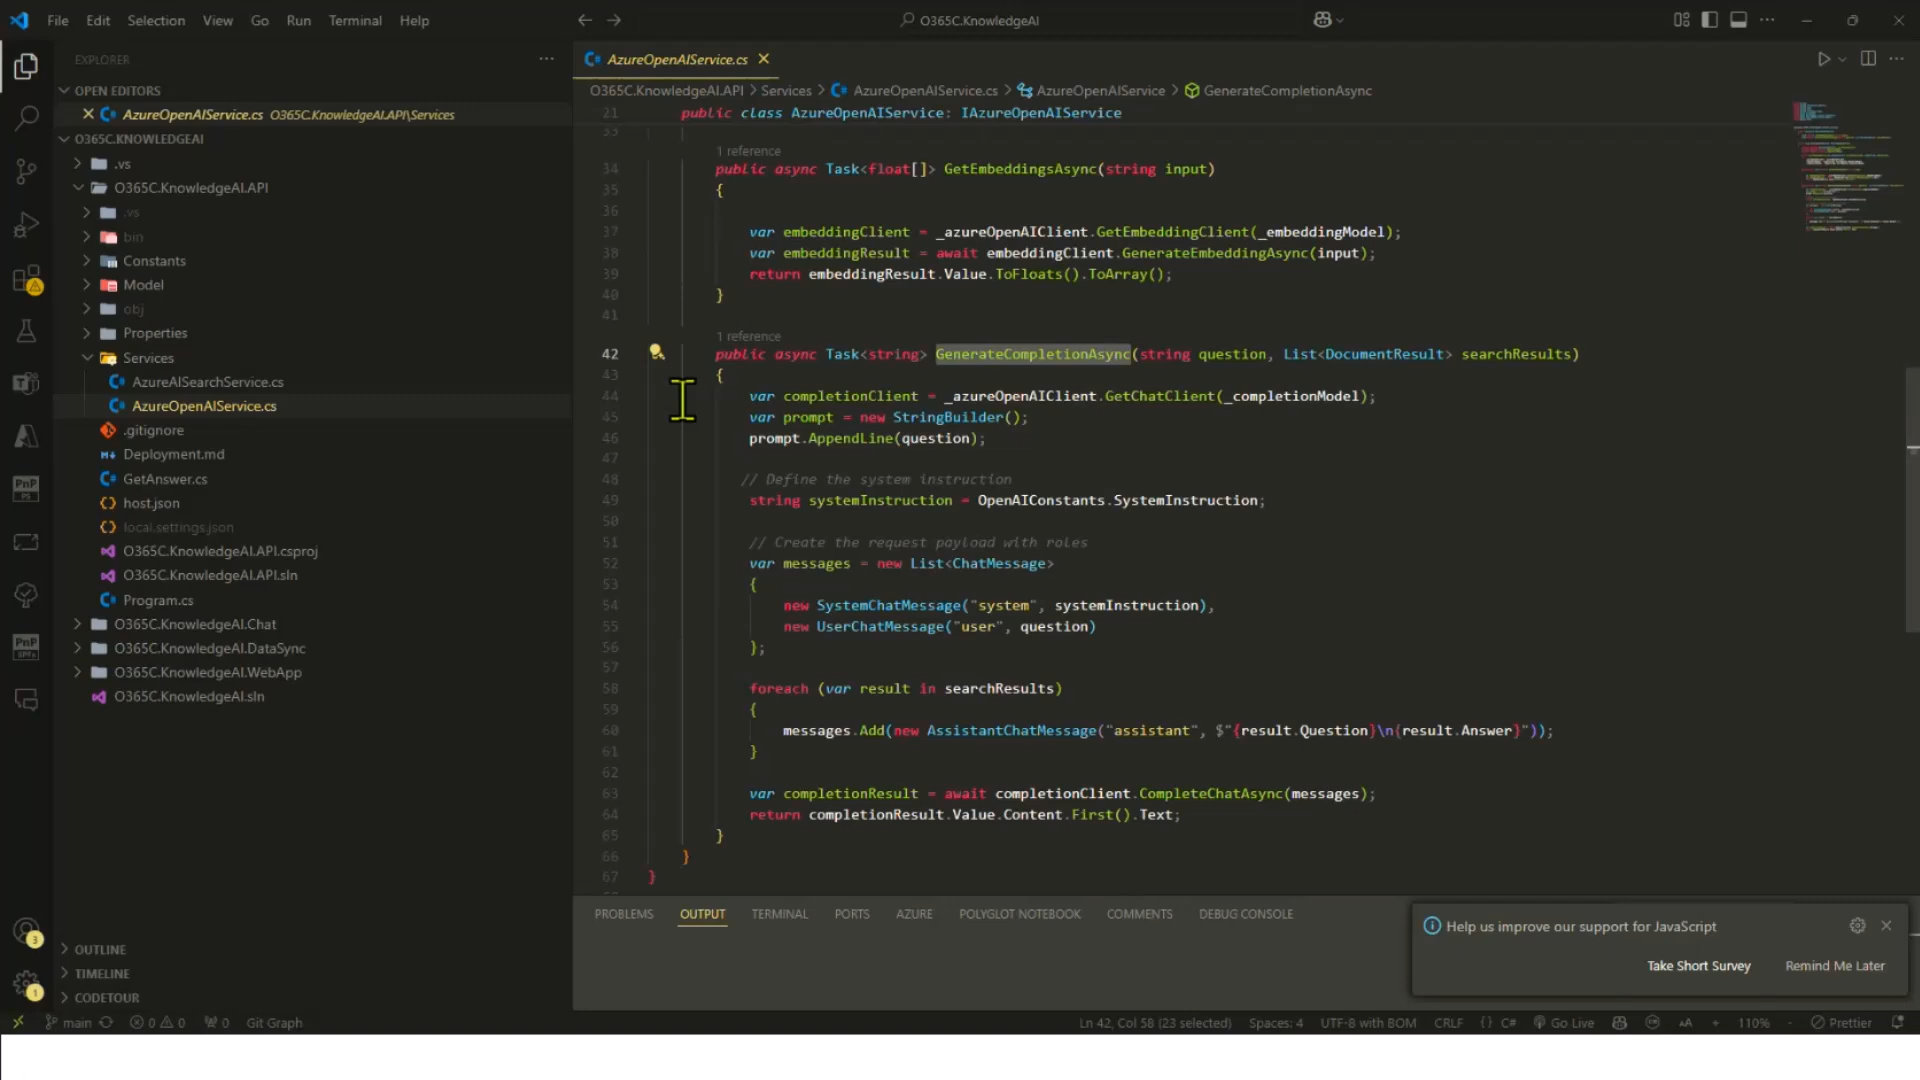 File Edit Selection View Go Run Terminal Help
O365C.KnowledgeAI
EXPLORER
OPEN EDITORS
AzureOpenAIService.cs O365C.KnowledgeAI.API\Services
O365C.KNOWLEDGEAI
.vs
O365C.KnowledgeAI.API
.vs
bin
Constants
Model
obj
Properties
Services
AzureAISearchService.cs
AzureOpenAIService.cs
.gitignore
Deployment.md
GetAnswer.cs
host.json
local.settings.json
O365C.KnowledgeAI.API.csproj
O365C.KnowledgeAI.API.sln
Program.cs
O365C.KnowledgeAI.Chat
O365C.KnowledgeAI.DataSync
O365C.KnowledgeAI.WebApp
O365C.KnowledgeAI.sln
OUTLINE
TIMELINE
CODETOUR
PnP
PS
PnP
SPFx
3
1
AzureOpenAIService.cs
O365C.KnowledgeAI.API > Services > AzureOpenAIService.cs > AzureOpenAIService > GenerateCompletionAsync
21 public class AzureOpenAIService: IAzureOpenAIService
33
1 reference
34 public async Task<float[]> GetEmbeddingsAsync(string input)
35 {
36
37 var embeddingClient = _azureOpenAIClient.GetEmbeddingClient(_embeddingModel);
38 var embeddingResult = await embeddingClient.GenerateEmbeddingAsync(input);
39 return embeddingResult.Value.ToFloats().ToArray();
40 }
41
1 reference
42 public async Task<string> GenerateCompletionAsync(string question, List<DocumentResult> searchResults)
43 {
44 var completionClient = _azureOpenAIClient.GetChatClient(_completionModel);
45 var prompt = new StringBuilder();
46 prompt.AppendLine(question);
47
48 // Define the system instruction
49 string systemInstruction = OpenAIConstants.SystemInstruction;
50
51 // Create the request payload with roles
52 var messages = new List<ChatMessage>
53 {
54 new SystemChatMessage("system", systemInstruction),
55 new UserChatMessage("user", question)
56 };
57
58 foreach (var result in searchResults)
59 {
60 messages.Add(new AssistantChatMessage("assistant", $"{result.Question}\n{result.Answer}"));
61 }
62
63 var completionResult = await completionClient.CompleteChatAsync(messages);
64 return completionResult.Value.Content.First().Text;
65 }
66 }
67 }
PROBLEMS OUTPUT TERMINAL PORTS AZURE POLYGLOT NOTEBOOK COMMENTS DEBUG CONSOLE
Help us improve our support for JavaScript
Take Short Survey Remind Me Later
main 0 0 0 Git Graph Ln 42, Col 58 (23 selected) Spaces: 4 UTF-8 with BOM CRLF {} C# Go Live AA + 110% - Prettier